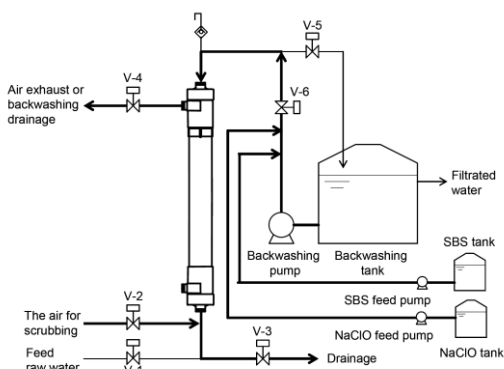 V-5
V-4
Air exhaust or
backwashing
drainage
V-6
Filtrated
water
Backwashing
pump
Backwashing
tank
SBS tank
SBS feed pump
V-2
The air for
scrubbing
V-3
NaClO feed pump
NaClO tank
Feed
raw water
V-1
Drainage